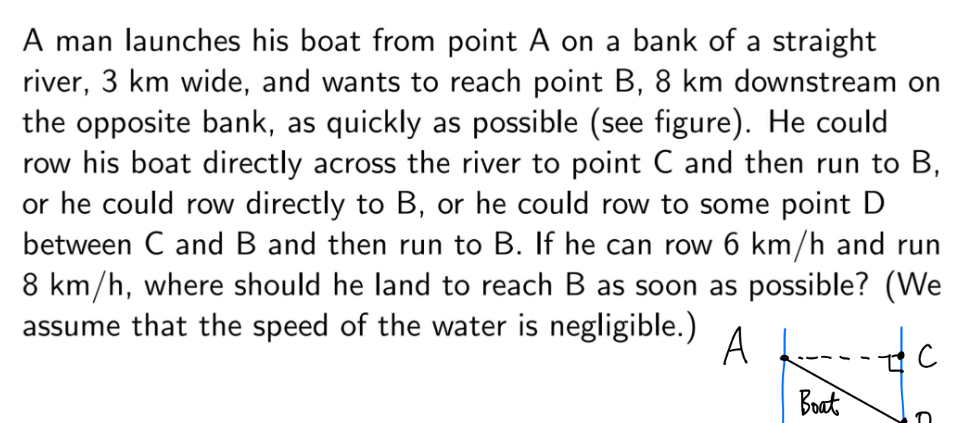 A man launches his boat from point A on a bank of a straight
river, 3 km wide, and wants to reach point B, 8 km downstream on
the opposite bank, as quickly as possible (see figure). He could
row his boat directly across the river to point C and then run to B,
or he could row directly to B, or he could row to some point D
between C and B and then run to B. If he can row 6 km/h and run
8 km/h, where should he land to reach B as soon as possible? (We
assume that the speed of the water is negligible.)
A
C
Boat